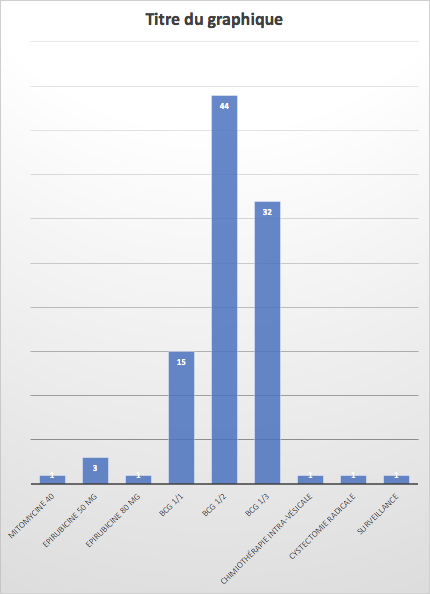 Titre du graphique
44
32
15
3
1
1
1
1
1
MITOMYCINE 40
EPIRUBICINE 50 MG
EPIRUBICINE 80 MG
BCG 1/1
BCG 1/2
BCG 1/3
CHIMIOTHÉRAPIE INTRA-VÉSICALE
CYSTECTOMIE RADICALE
SURVEILLANCE